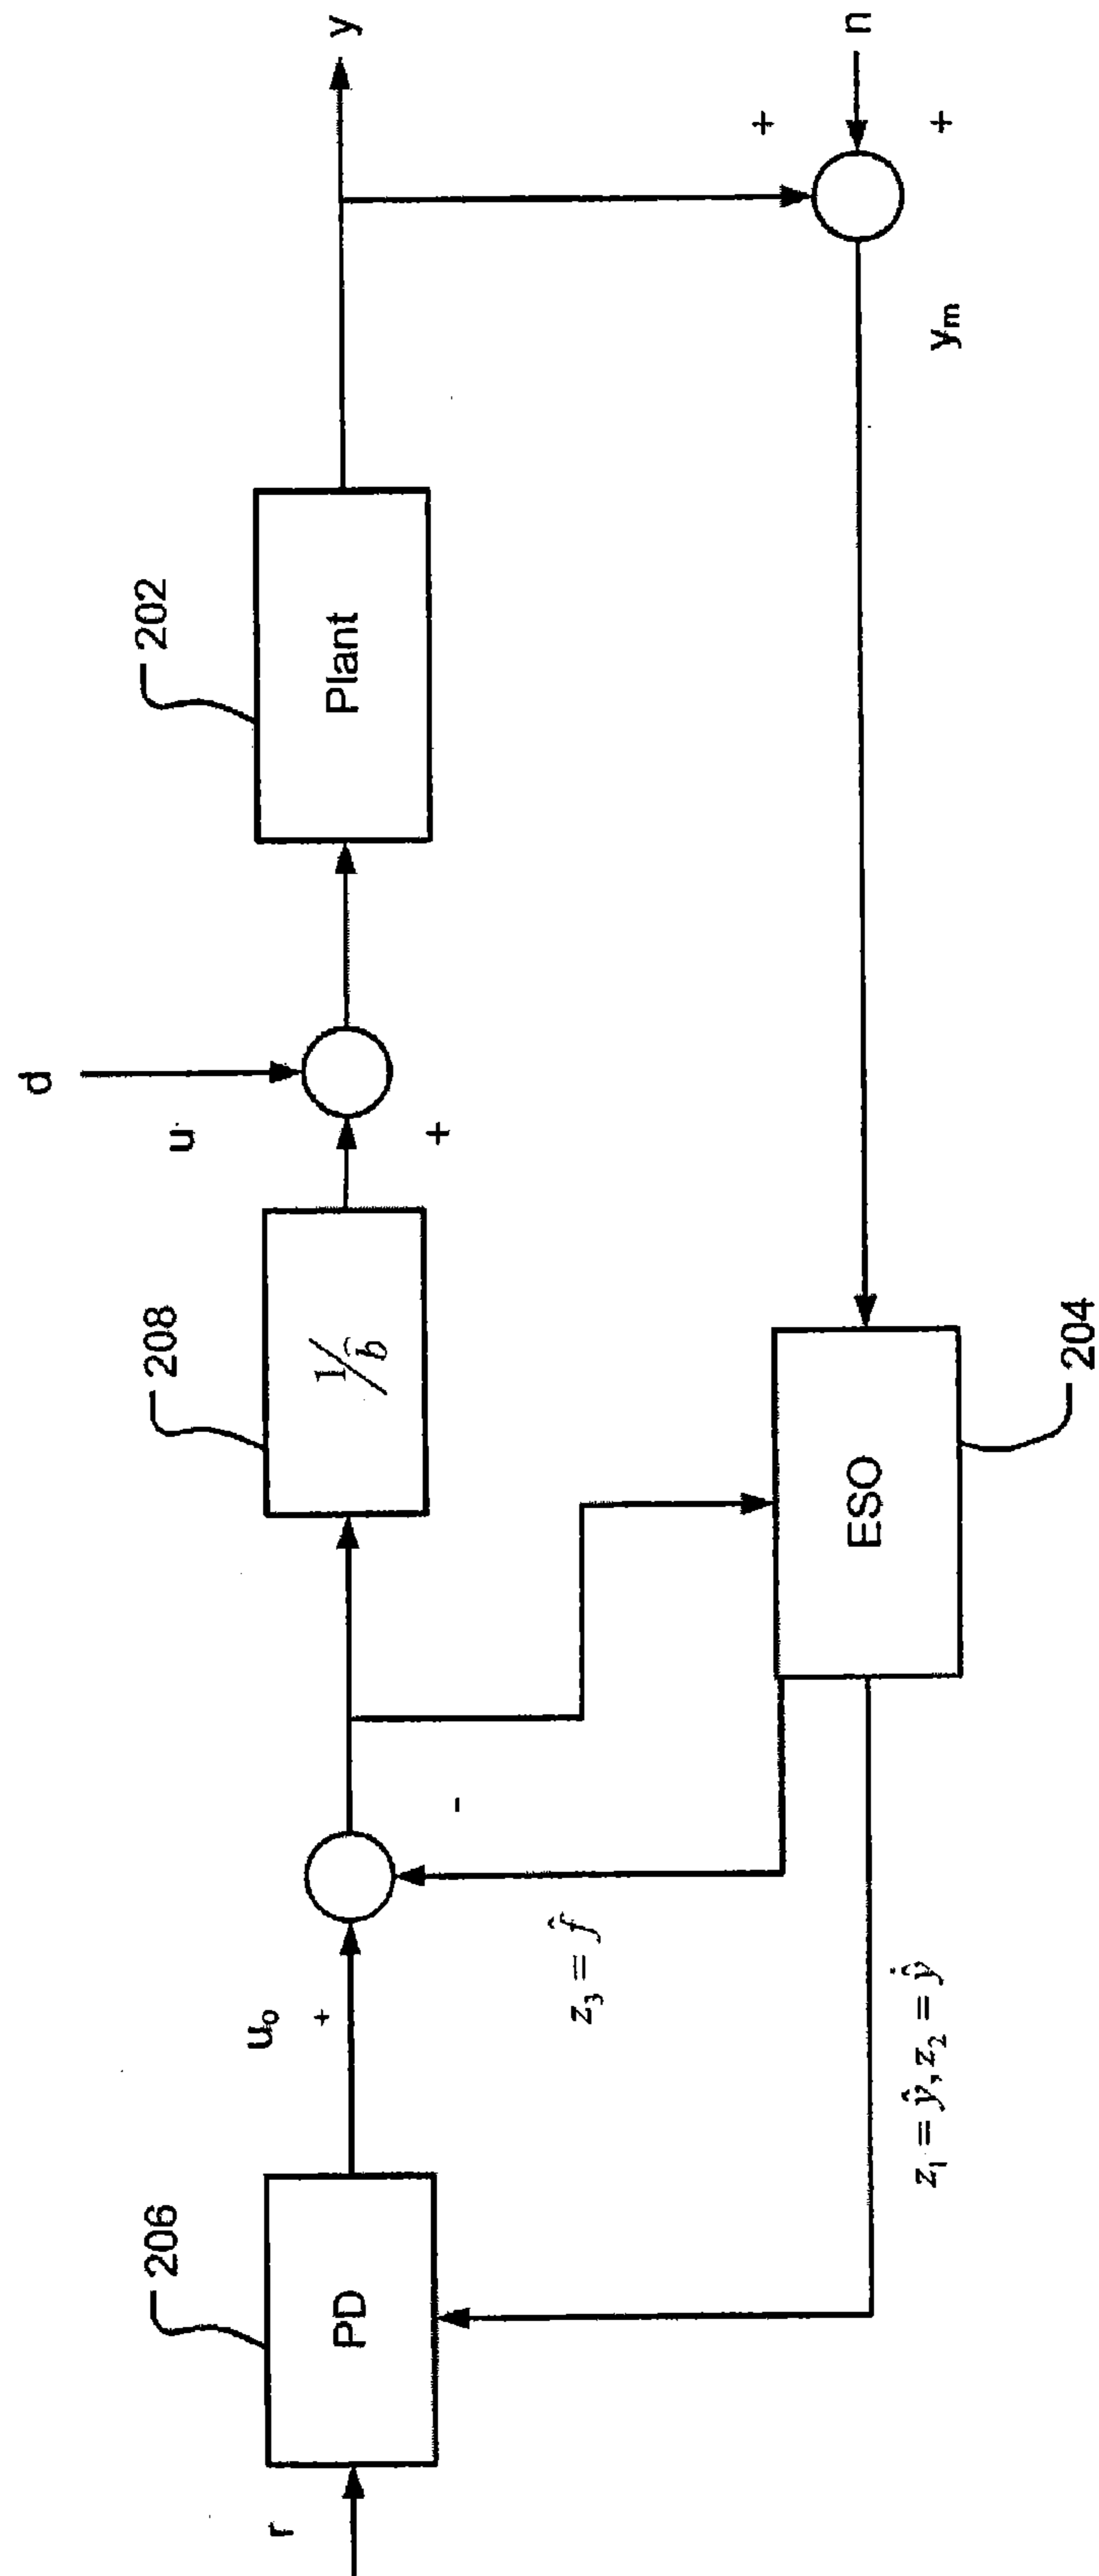 d
206
208
202
r
PD
u₀
+
-
1/b̂
u
+
Plant
y
z₃ = f̂
+
z₁ = ŷ, z₂ = ŷ̇
ESO
yₘ
n
+
204